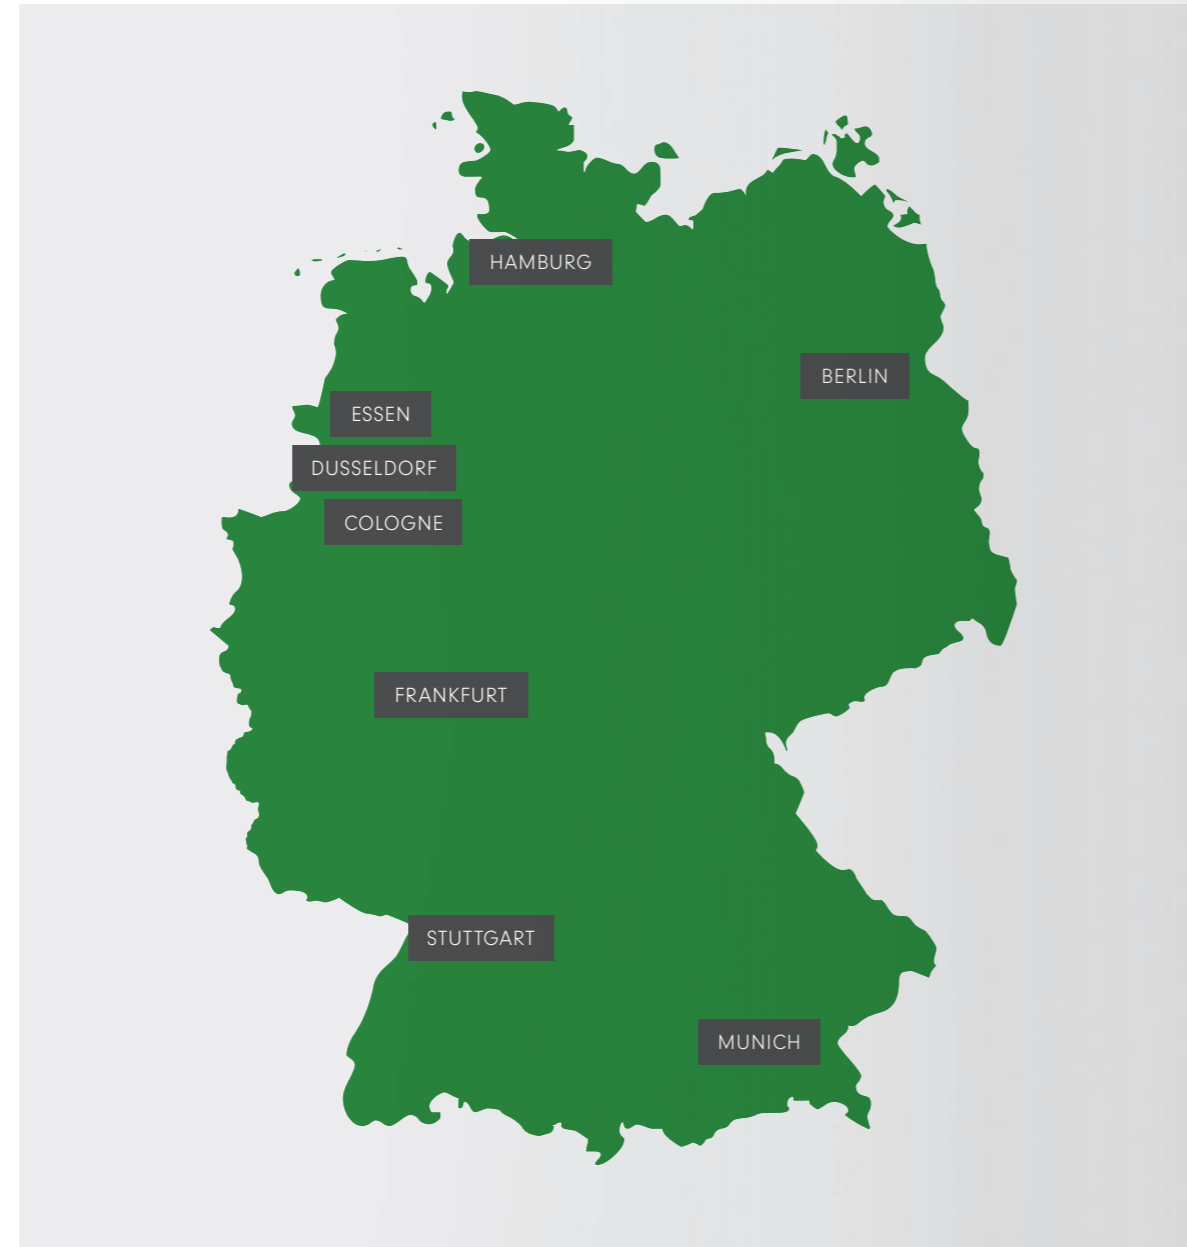 HAMBURG
BERLIN
ESSEN
DUSSELDORF
COLOGNE
FRANKFURT
STUTTGART
MUNICH